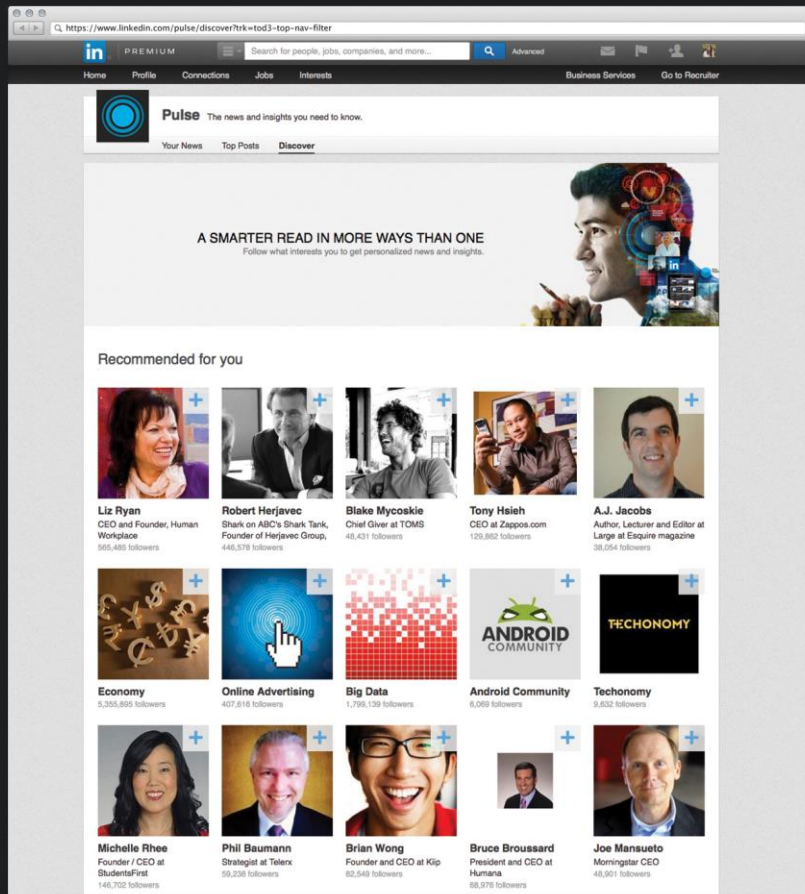 https://www.linkedin.com/pulse/discover?trk=tod3-top-nav-filter
in PREMIUM Search for people, jobs, companies, and more... Advanced
Home Profile Connections Jobs Interests Business Services Go to Recruiter
Pulse The news and insights you need to know.
Your News Top Posts Discover
A SMARTER READ IN MORE WAYS THAN ONE
Follow what interests you to get personalized news and insights.
in
Recommended for you
Liz Ryan
CEO and Founder, Human
Workplace
565,485 followers
Robert Herjavec
Shark on ABC's Shark Tank,
Founder of Herjavec Group,
446,578 followers
Blake Mycoskie
Chief Giver at TOMS
48,431 followers
Tony Hsieh
CEO at Zappos.com
129,862 followers
A.J. Jacobs
Author, Lecturer and Editor at
Large at Esquire magazine
38,054 followers
ANDROID
COMMUNITY
TECHONOMY
Economy
5,355,895 followers
Online Advertising
407,616 followers
Big Data
1,799,139 followers
Android Community
6,069 followers
Techonomy
9,632 followers
Michelle Rhee
Founder / CEO at
StudentsFirst
146,702 followers
Phil Baumann
Strategist at Telerx
59,236 followers
Brian Wong
Founder and CEO at Kiip
82,549 followers
Bruce Broussard
President and CEO at
Humana
68,976 followers
Joe Mansueto
Morningstar CEO
46,901 followers